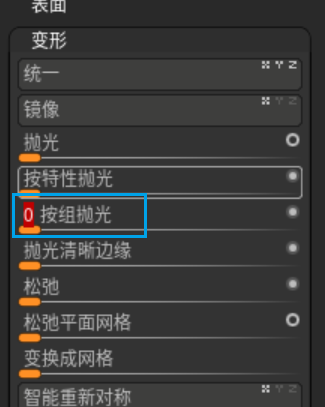 表面
变形
统一 X Y Z
镜像 X Y Z
抛光
按特性抛光
0 按组抛光
抛光清晰边缘
松弛
松弛平面网格
变换成网格
智能重新对称 X Y Z